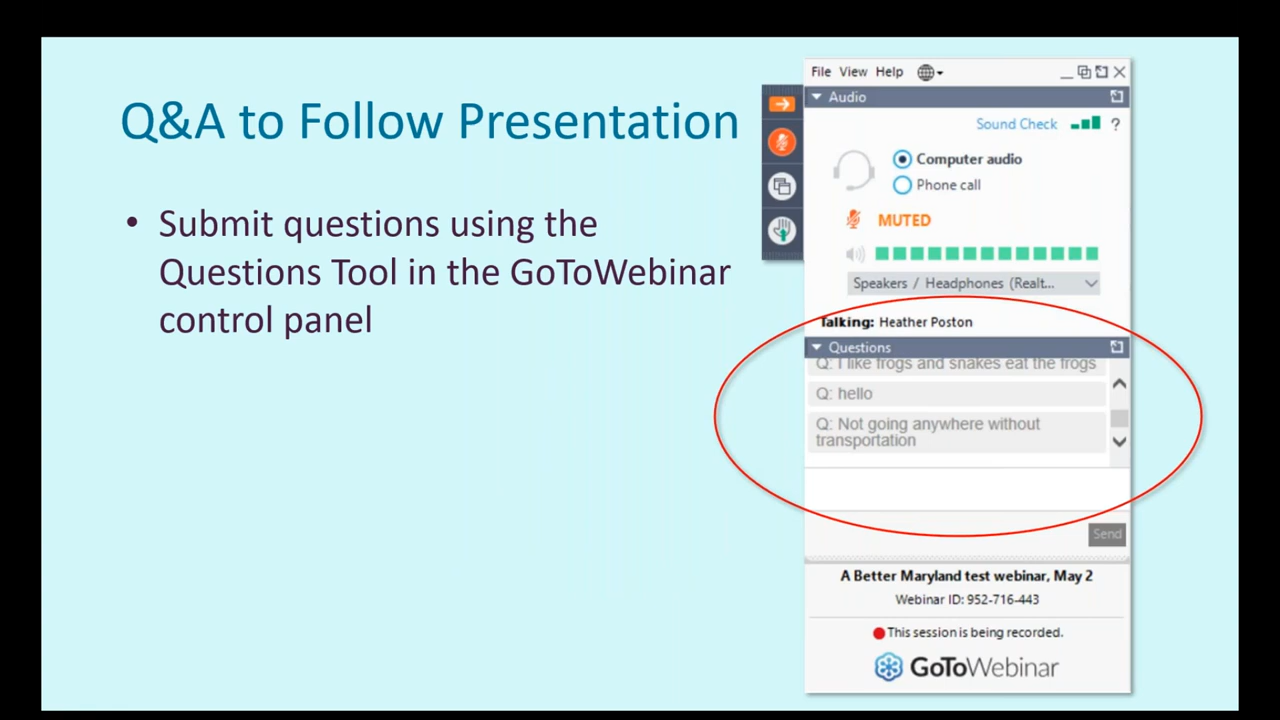 Q&A to Follow Presentation
• Submit questions using the
Questions Tool in the GoToWebinar
control panel
File View Help
Audio
Sound Check ?
Computer audio
Phone call
MUTED
Speakers / Headphones (Realt...
Talking: Heather Poston
Questions
Q: I like frogs and snakes eat the frogs
Q: hello
Q: Not going anywhere without
transportation
Send
A Better Maryland test webinar, May 2
Webinar ID: 952-716-443
This session is being recorded.
GoToWebinar